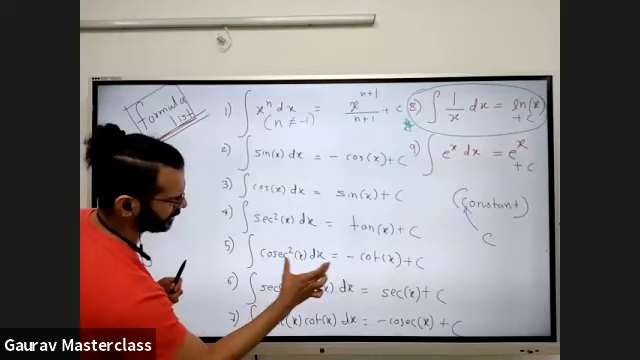 Formula
list
1) ∫ xⁿ dx = xⁿ⁺¹/n+1 + C
(n ≠ -1)
2) ∫ sin(x) dx = - cos(x) + C
3) ∫ cos(x) dx = sin(x) + C
4) ∫ sec²(x) dx = tan(x) + C
5) ∫ cosec²(x) dx = - cot(x) + C
6) ∫ sec dx = sec(x) + C
7) ∫ cot(x) dx = - cosec(x) + C
8) ∫ 1/x dx = ln(x)
+ C
9) ∫ eˣ dx = eˣ
+ C
(constant)
C
Gaurav Masterclass